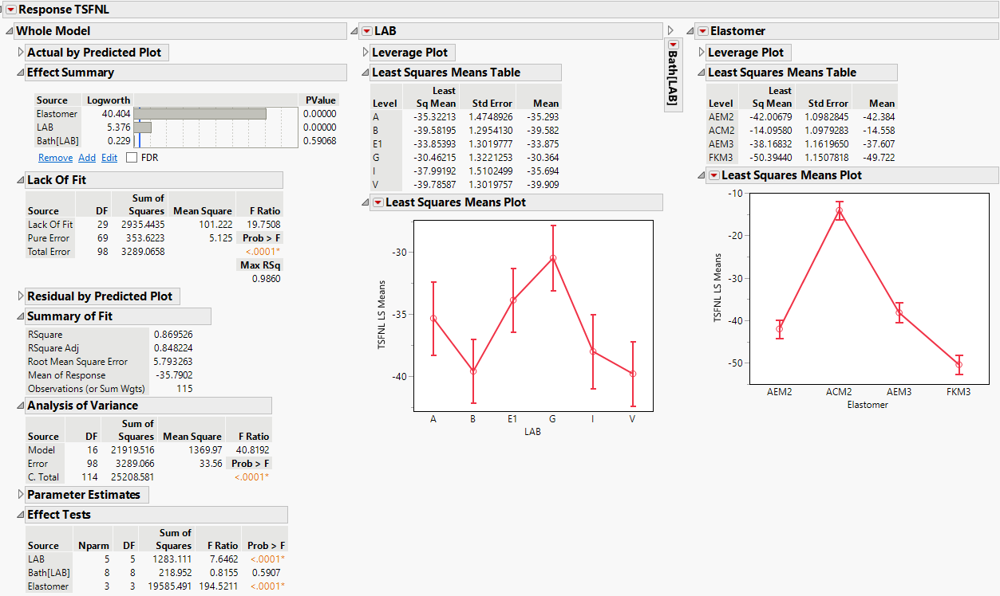 Response TSFNL
Whole Model
Actual by Predicted Plot
Effect Summary
Source Logworth PValue
Elastomer 40.404 0.00000
LAB 5.376 0.00000
Bath[LAB] 0.229 0.59068
Remove Add Edit FDR
Lack Of Fit
Sum of
Source DF Squares Mean Square F Ratio
Lack Of Fit 29 2935.4435 101.222 19.7508
Pure Error 69 353.6223 5.125 Prob > F
Total Error 98 3289.0658 <.0001*
Max RSq
0.9860
Residual by Predicted Plot
Summary of Fit
RSquare 0.869526
RSquare Adj 0.848224
Root Mean Square Error 5.793263
Mean of Response -35.7902
Observations (or Sum Wgts) 115
Analysis of Variance
Sum of
Source DF Squares Mean Square F Ratio
Model 16 21919.516 1369.97 40.8192
Error 98 3289.066 33.56 Prob > F
C. Total 114 25208.581 <.0001*
Parameter Estimates
Effect Tests
Sum of
Source Nparm DF Squares F Ratio Prob > F
LAB 5 5 1283.111 7.6462 <.0001*
Bath[LAB] 8 8 218.952 0.8155 0.5907
Elastomer 3 3 19585.491 194.5211 <.0001*
LAB
Leverage Plot
Least Squares Means Table
Least
Level Sq Mean Std Error Mean
A -35.32213 1.4748926 -35.293
B -39.58195 1.2954130 -39.582
E1 -33.85393 1.3019777 -33.875
G -30.46215 1.3221253 -30.364
I -37.99192 1.5102499 -35.694
V -39.78587 1.3019757 -39.909
Least Squares Means Plot
TSFNL LS Means
-30
-35
-40
A B E1 G I V
LAB
Bath[LAB]
Elastomer
Leverage Plot
Least Squares Means Table
Least
Level Sq Mean Std Error Mean
AEM2 -42.00679 1.0982845 -42.384
ACM2 -14.09580 1.0979283 -14.558
AEM3 -38.16832 1.1619650 -37.607
FKM3 -50.39440 1.1507818 -49.722
Least Squares Means Plot
TSFNL LS Means
-10
-20
-30
-40
-50
AEM2 ACM2 AEM3 FKM3
Elastomer